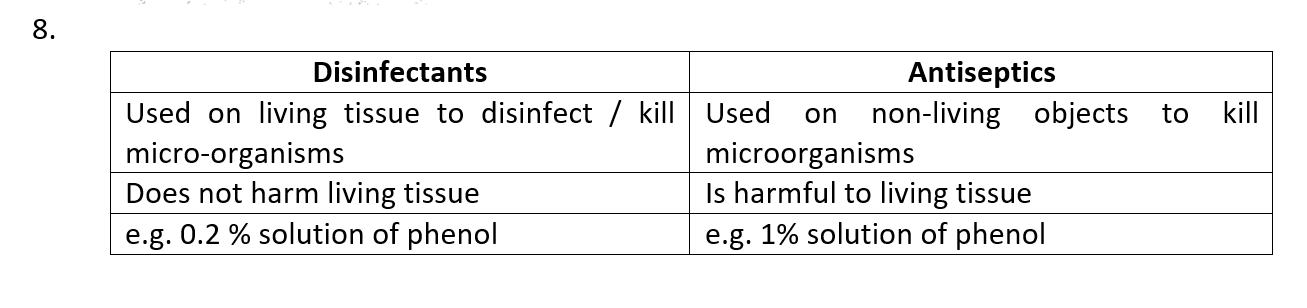 8.
Disinfectants
Antiseptics
Used on living tissue to disinfect / kill
micro-organisms
Used on non-living objects to kill
microorganisms
Does not harm living tissue
Is harmful to living tissue
e.g. 0.2 % solution of phenol
e.g. 1% solution of phenol